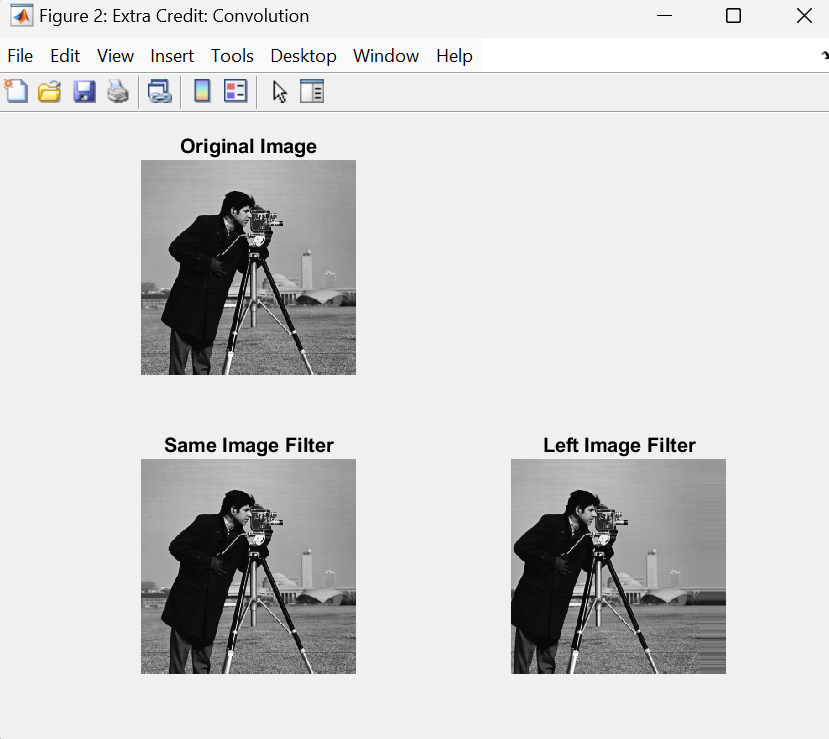 Figure 2: Extra Credit: Convolution
File Edit View Insert Tools Desktop Window Help
Original Image
Same Image Filter
Left Image Filter